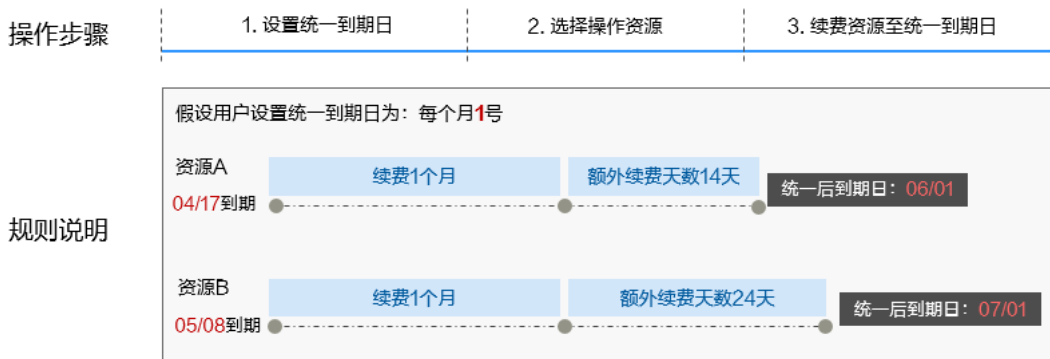 操作步骤
1. 设置统一到期日
2. 选择操作资源
3. 续费资源至统一到期日
规则说明
假设用户设置统一到期日为：每个月1号
资源A
续费1个月
额外续费天数14天
04/17到期
统一后到期日：06/01
资源B
续费1个月
额外续费天数24天
05/08到期
统一后到期日：07/01